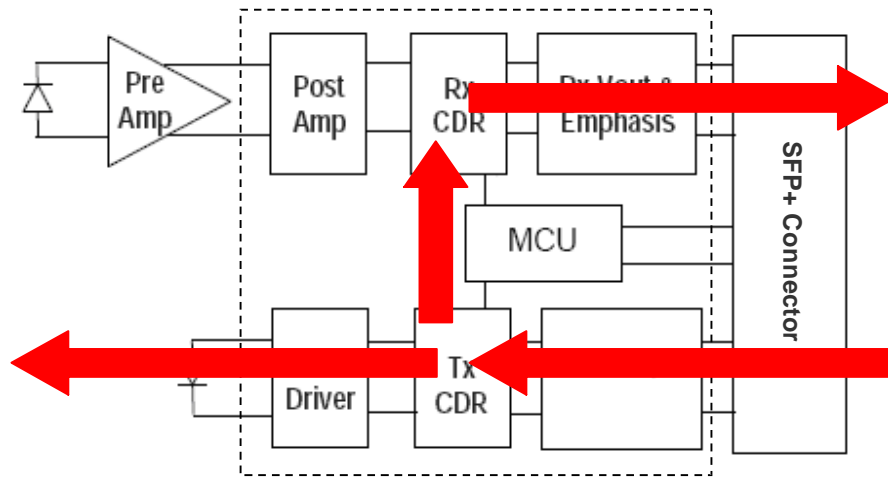 Pre
Amp
Post
Amp
Rx
CDR
Emphasis
SFP+ Connector
MCU
Driver
Tx
CDR